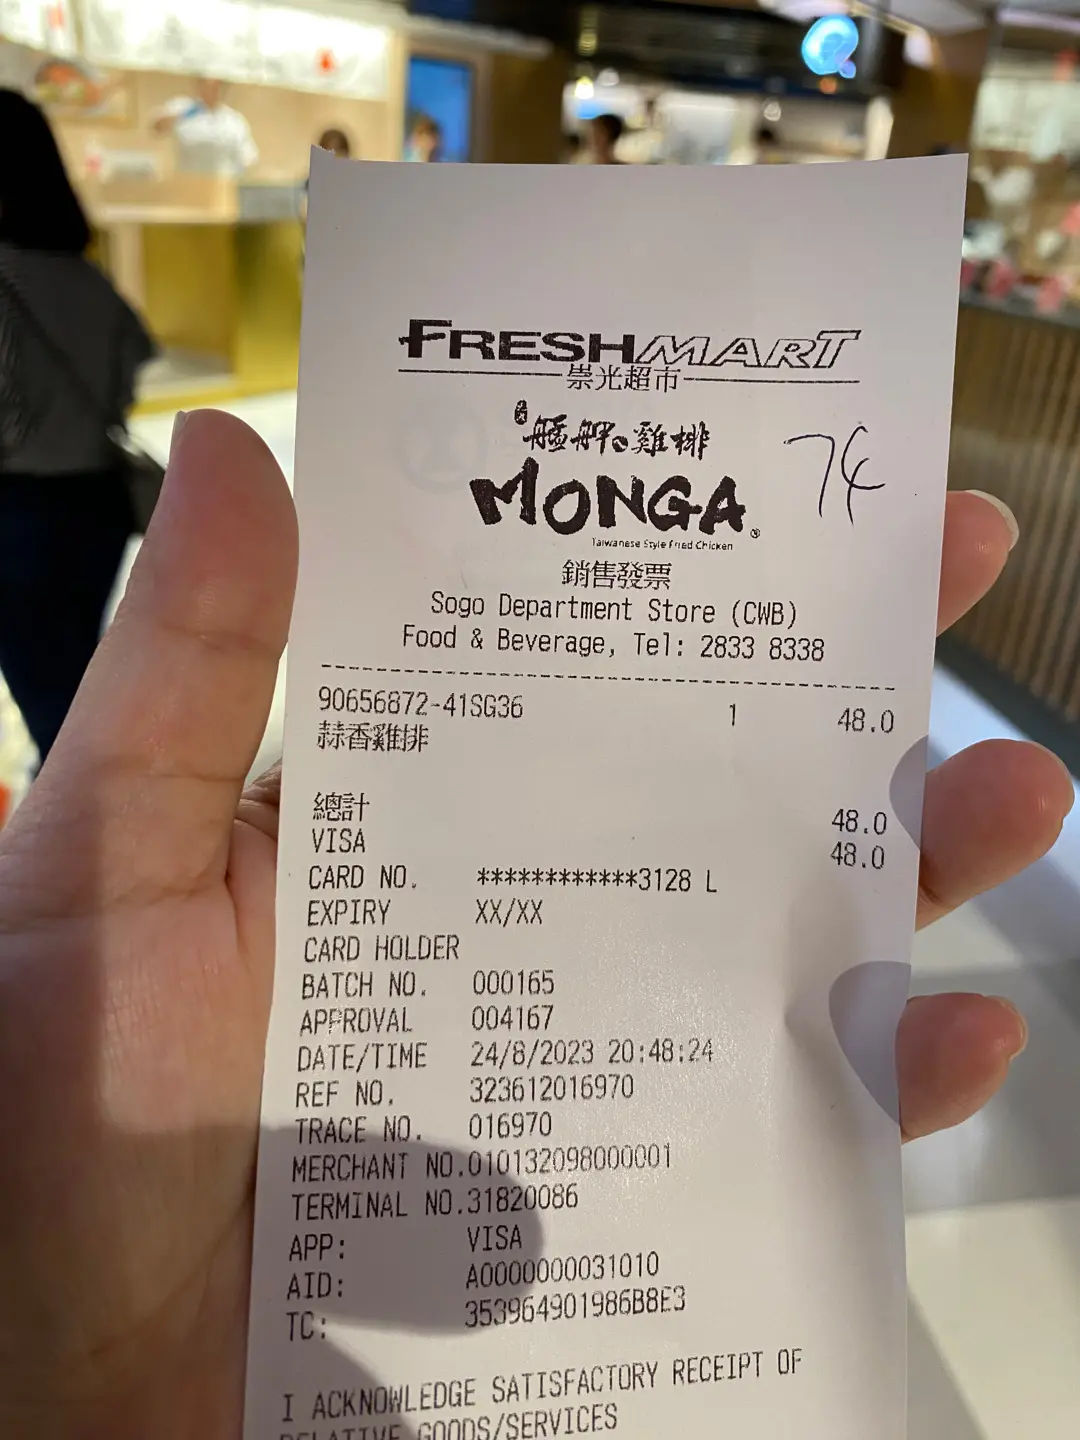 FRESHMART
崇光超市
艋舺雞排
74
MONGA®
Taiwanese Style Fried Chicken
銷售發票
Sogo Department Store (CWB)
Food & Beverage, Tel: 2833 8338
90656872-41SG36 1 48.0
蒜香雞排
總計 48.0
VISA 48.0
CARD NO. ************3128 L
EXPIRY XX/XX
CARD HOLDER
BATCH NO. 000165
APPROVAL 004167
DATE/TIME 24/8/2023 20:48:24
REF NO. 323612016970
TRACE NO. 016970
MERCHANT NO.010132098000001
TERMINAL NO.31820086
APP: VISA
AID: A0000000031010
TC: 353964901986B8E3
I ACKNOWLEDGE SATISFACTORY RECEIPT OF
RELATIVE GOODS/SERVICES